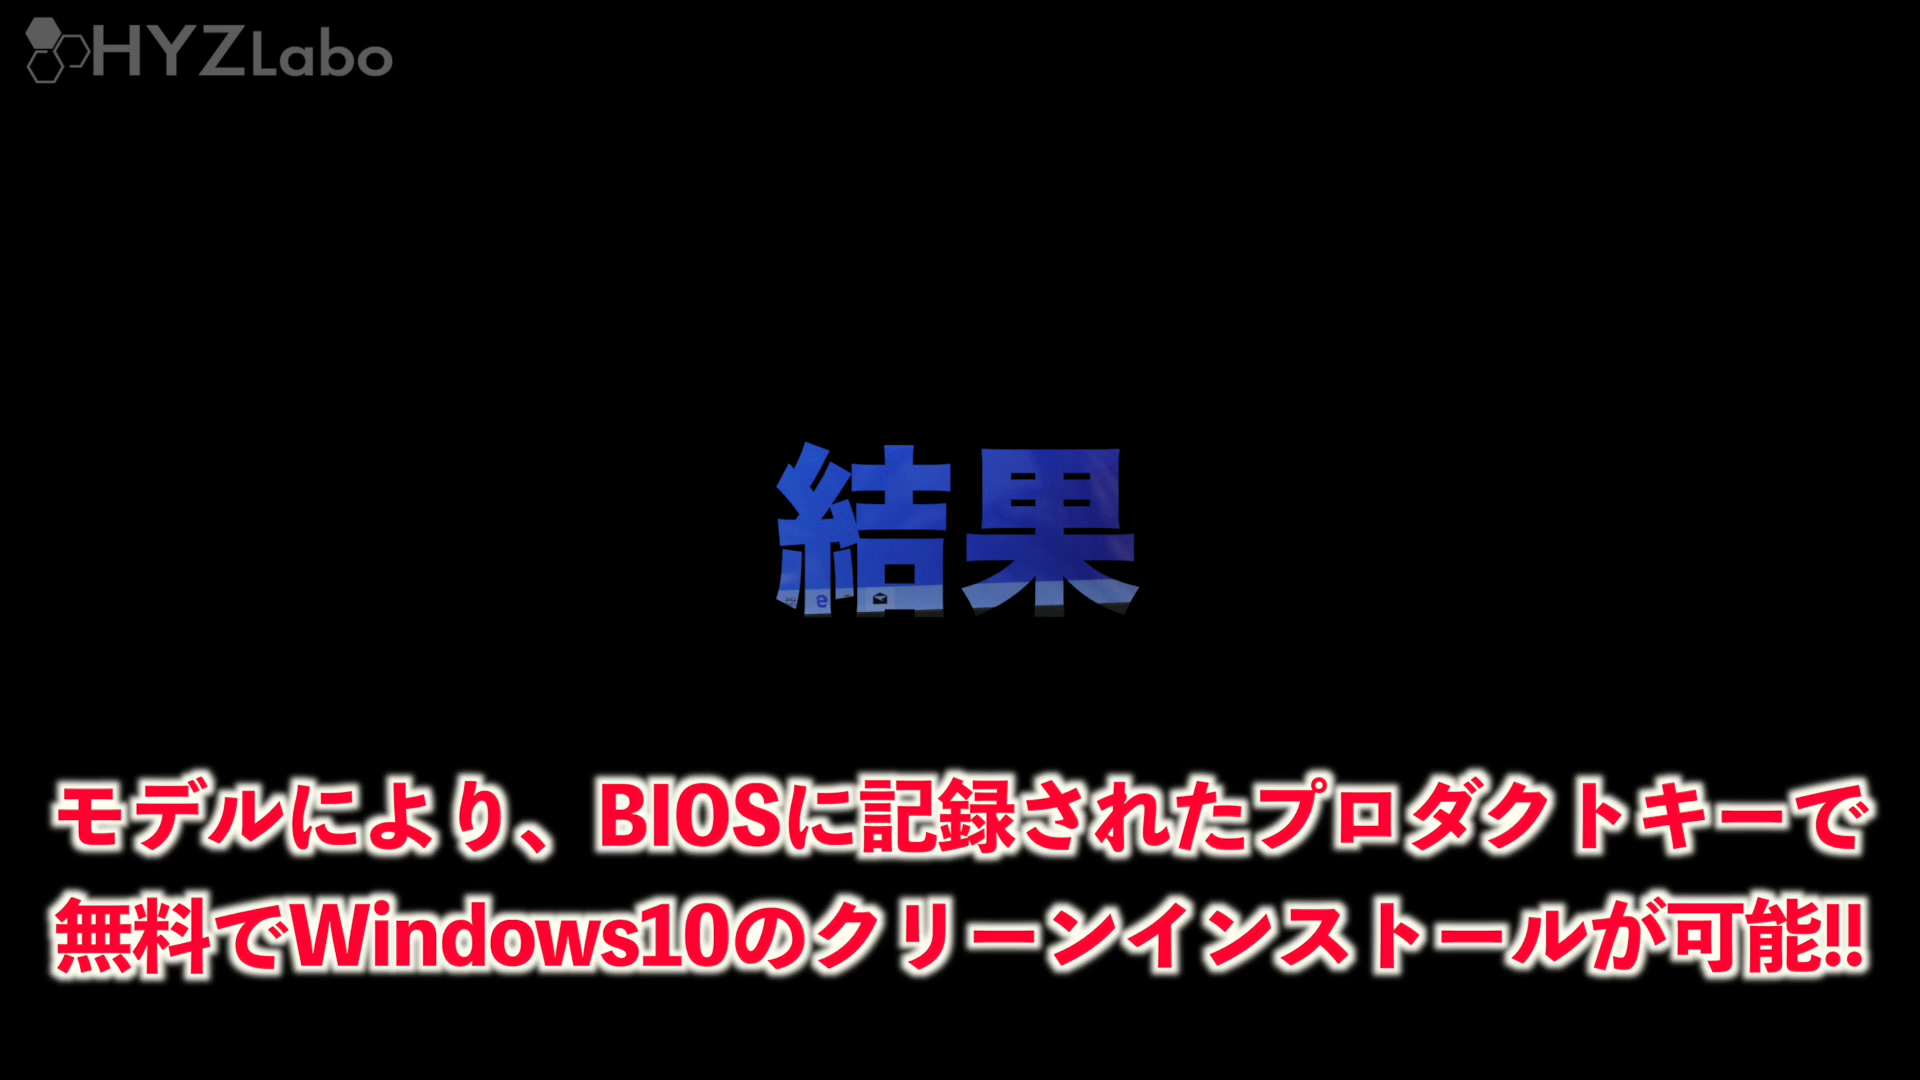 HYZLabo
結果
モデルにより、BIOSに記録されたプロダクトキーで
無料でWindows10のクリーンインストールが可能!!